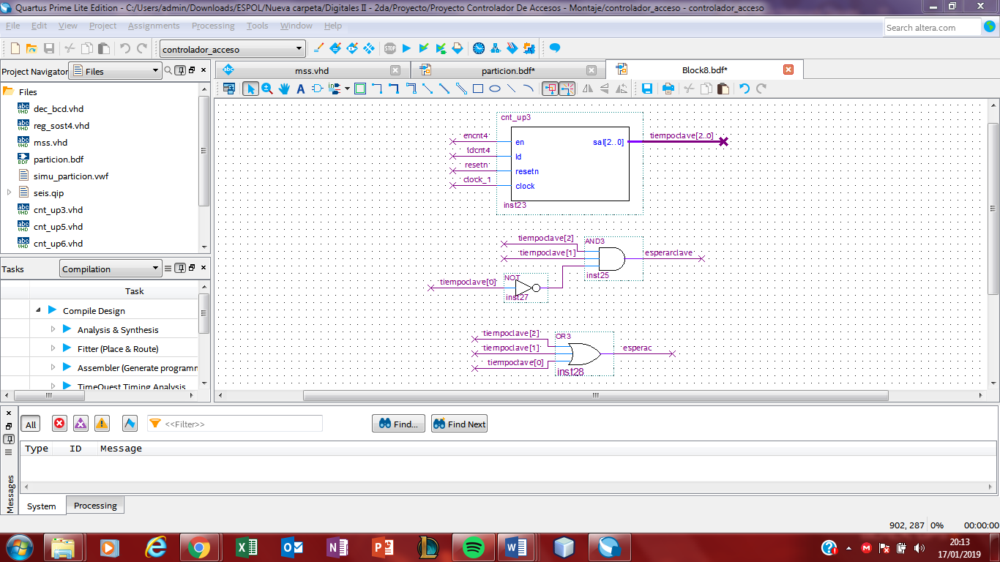 Quartus Prime Lite Edition - C:/Users/admin/Downloads/ESPOL/Nueva carpeta/Digitales II - 2da/Proyecto/Proyecto Controlador De Accesos - Montaje/controlador_acceso - controlador_acceso
File Edit View Project Assignments Processing Tools Window Help
Search altera.com
controlador_acceso
STOP
Project Navigator Files
abc mss.vhd
particion.bdf*
Block8.bdf*
A
Files
dec_bcd.vhd
reg_sost4.vhd
mss.vhd
particion.bdf
simu_particion.vwf
seis.qip
cnt_up3.vhd
cnt_up5.vhd
cnt_up6.vhd
cnt_up3
encnt4 en sal[2..0] tiempoclave[2..0]
ldcnt4 ld
resetn resetn
clock_1 clock
inst23
tiempoclave[2] AND3
tiempoclave[1] esperarclave
inst25
tiempoclave[0] NOT
inst27
tiempoclave[2] OR3
tiempoclave[1] esperac
tiempoclave[0]
inst28
Tasks Compilation
Task
Compile Design
Analysis & Synthesis
Fitter (Place & Route)
Assembler (Generate programm
TimeQuest Timing Analysis
All <<Filter>> Find... Find Next
Type ID Message
Messages
System Processing
902, 287 0% 00:00:00
20:13
17/01/2019